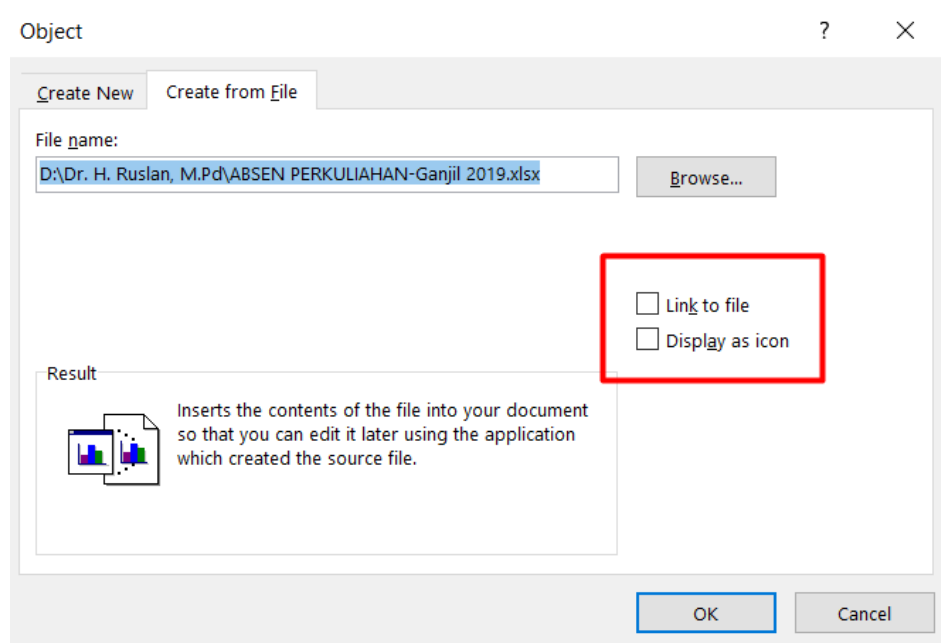 Object
Create New
Create from File
File name:
D:\Dr. H. Ruslan, M.Pd\ABSEN PERKULIAHAN-Ganjil 2019.xlsx
Browse...
Link to file
Display as icon
Result
Inserts the contents of the file into your document
so that you can edit it later using the application
which created the source file.
OK
Cancel